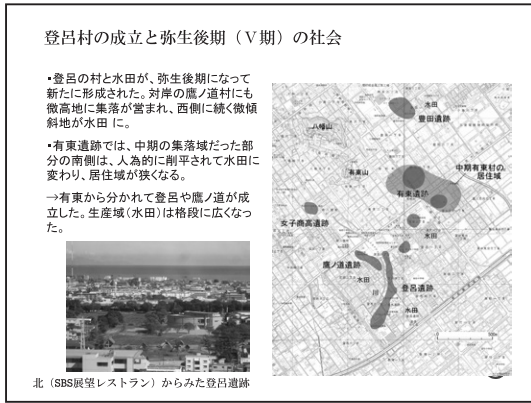 登呂村の成立と弥生後期（Ⅴ期）の社会
▪登呂の村と水田が、弥生後期になって
新たに形成された。対岸の鷹ノ道村にも
微高地に集落が営まれ、西側に続く微傾
斜地が水田 に。
▪有東遺跡では、中期の集落域だった部
分の南側は、人為的に削平されて水田に
変わり、居住域が狭くなる。
→有東から分かれて登呂や鷹ノ道が成
立した。生産域（水田）は格段に広くなっ
た。
水田
豊田遺跡
八幡山
有東山
中期有東村の
居住域
有東遺跡
女子商高遺跡
水田
鷹ノ道遺跡
水田
登呂遺跡
水田
北（SBS展望レストラン）からみた登呂遺跡